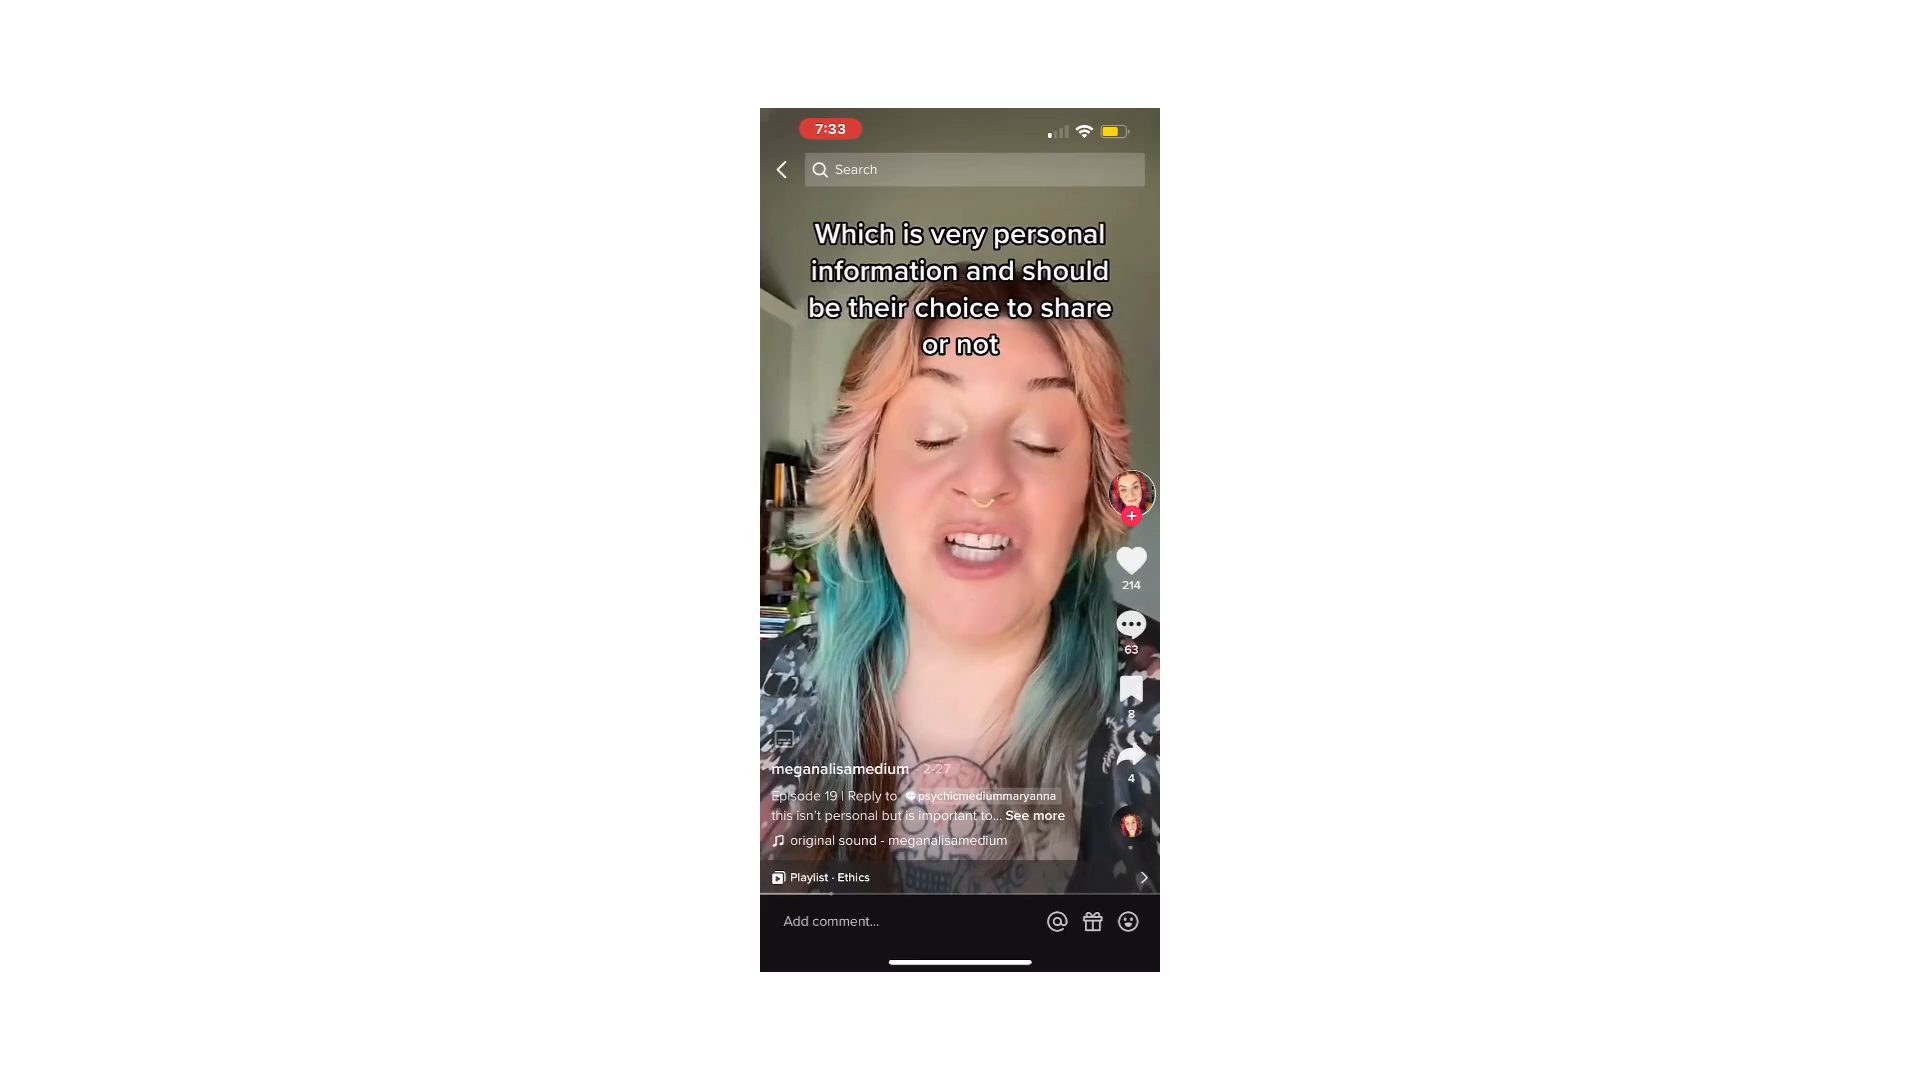 7:33
Search
Which is very personal
information and should
be their choice to share
or not
214
63
8
4
meganalisamedium · 2-27
Episode 19 | Reply to psychicmediummaryanna
this isn't personal but is important to... See more
original sound - meganalisamedium
Playlist · Ethics
Add comment...